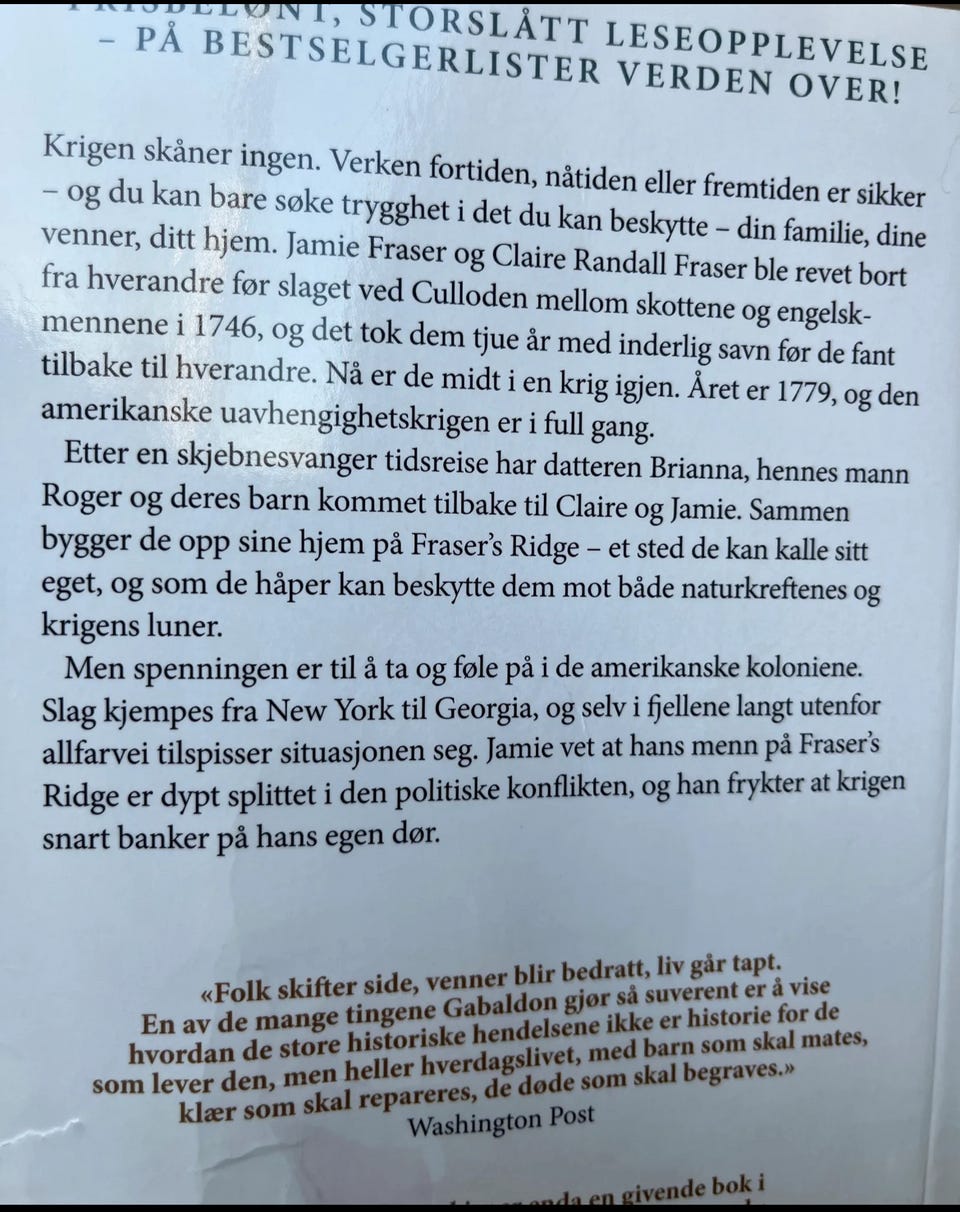 PRISBELØNT, STORSLÅTT LESEOPPLEVELSE
– PÅ BESTSELGERLISTER VERDEN OVER!
Krigen skåner ingen. Verken fortiden, nåtiden eller fremtiden er sikker
– og du kan bare søke trygghet i det du kan beskytte – din familie, dine
venner, ditt hjem. Jamie Fraser og Claire Randall Fraser ble revet bort
fra hverandre før slaget ved Culloden mellom skottene og engelsk-
mennene i 1746, og det tok dem tjue år med inderlig savn før de fant
tilbake til hverandre. Nå er de midt i en krig igjen. Året er 1779, og den
amerikanske uavhengighetskrigen er i full gang.
Etter en skjebnesvanger tidsreise har datteren Brianna, hennes mann
Roger og deres barn kommet tilbake til Claire og Jamie. Sammen
bygger de opp sine hjem på Fraser’s Ridge – et sted de kan kalle sitt
eget, og som de håper kan beskytte dem mot både naturkreftenes og
krigens luner.
Men spenningen er til å ta og føle på i de amerikanske koloniene.
Slag kjempes fra New York til Georgia, og selv i fjellene langt utenfor
allfarvei tilspisser situasjonen seg. Jamie vet at hans menn på Fraser’s
Ridge er dypt splittet i den politiske konflikten, og han frykter at krigen
snart banker på hans egen dør.
«Folk skifter side, venner blir bedratt, liv går tapt.
En av de mange tingene Gabaldon gjør så suverent er å vise
hvordan de store historiske hendelsene ikke er historie for de
som lever den, men heller hverdagslivet, med barn som skal mates,
klær som skal repareres, de døde som skal begraves.»
Washington Post
enda en givende bok i